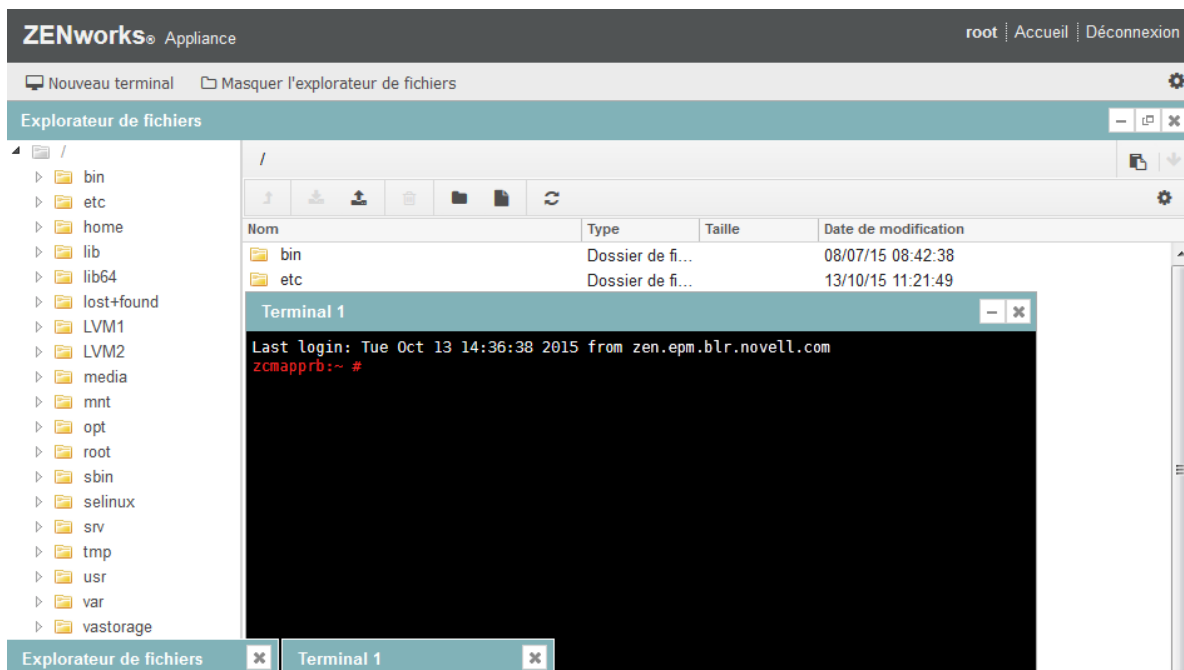 ZENworks® Appliance
root Accueil Déconnexion
Nouveau terminal Masquer l'explorateur de fichiers
Explorateur de fichiers
/
bin
etc
home
lib
lib64
lost+found
LVM1
LVM2
media
mnt
opt
root
sbin
selinux
srv
tmp
usr
var
vastorage
/
Nom Type Taille Date de modification
bin Dossier de fi... 08/07/15 08:42:38
etc Dossier de fi... 13/10/15 11:21:49
Terminal 1
Last login: Tue Oct 13 14:36:38 2015 from zen.epm.blr.novell.com
zcmapprb:~ #
Explorateur de fichiers Terminal 1